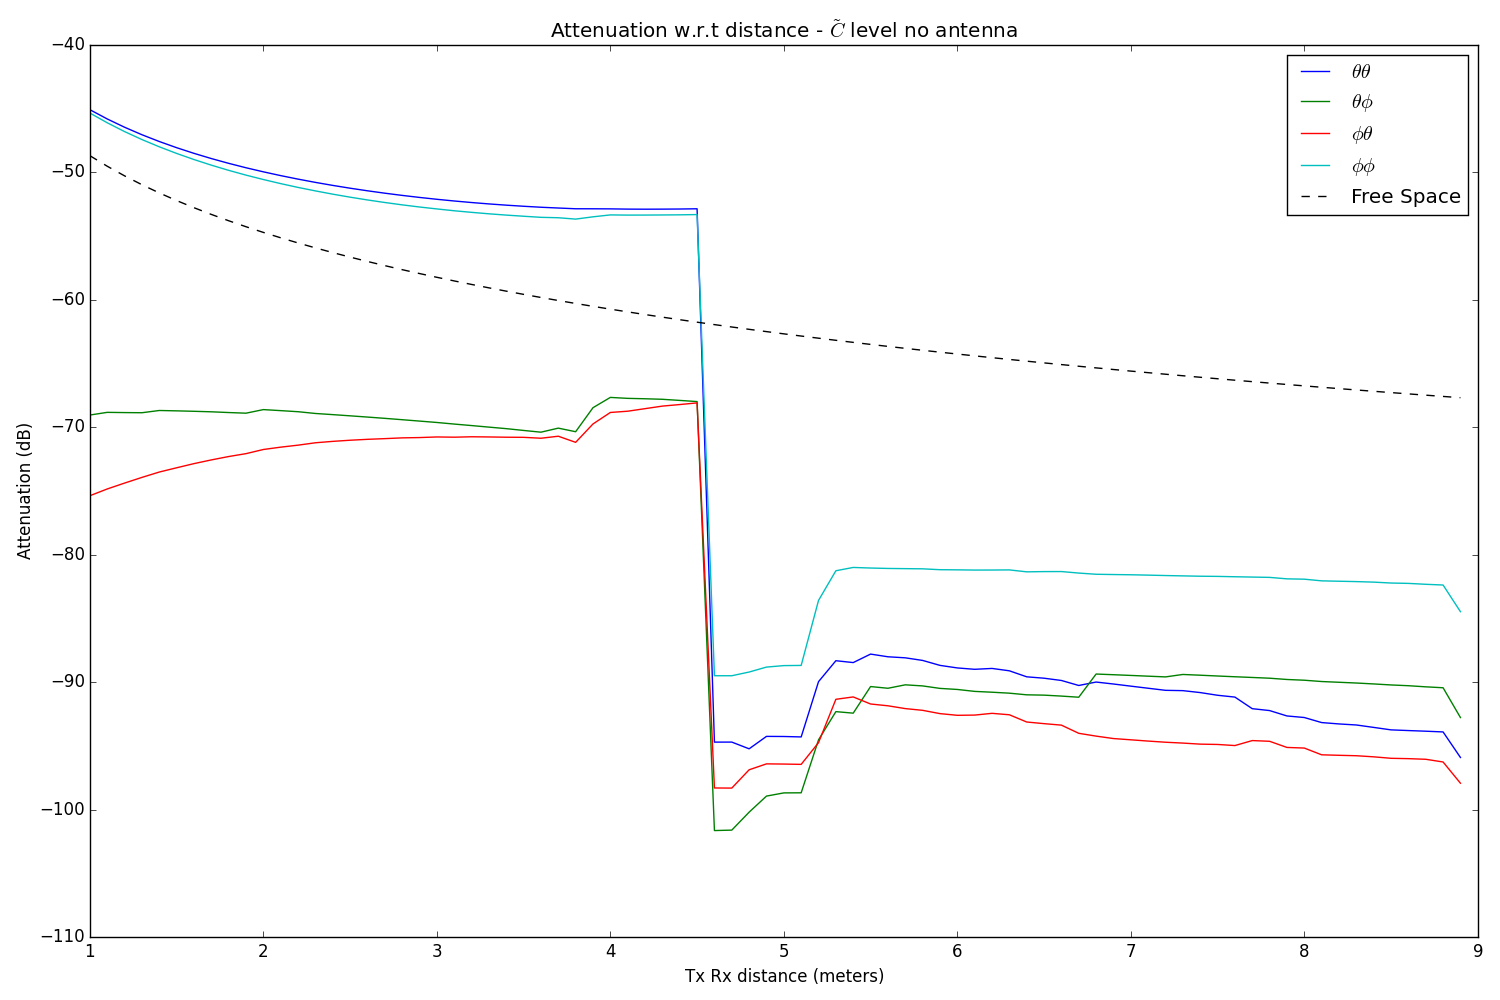 Attenuation w.r.t distance - C̃ level no antenna
−40
−50
−60
−70
−80
−90
−100
−110
Attenuation (dB)
θθ
θϕ
ϕθ
ϕϕ
Free Space
1 2 3 4 5 6 7 8 9
Tx Rx distance (meters)